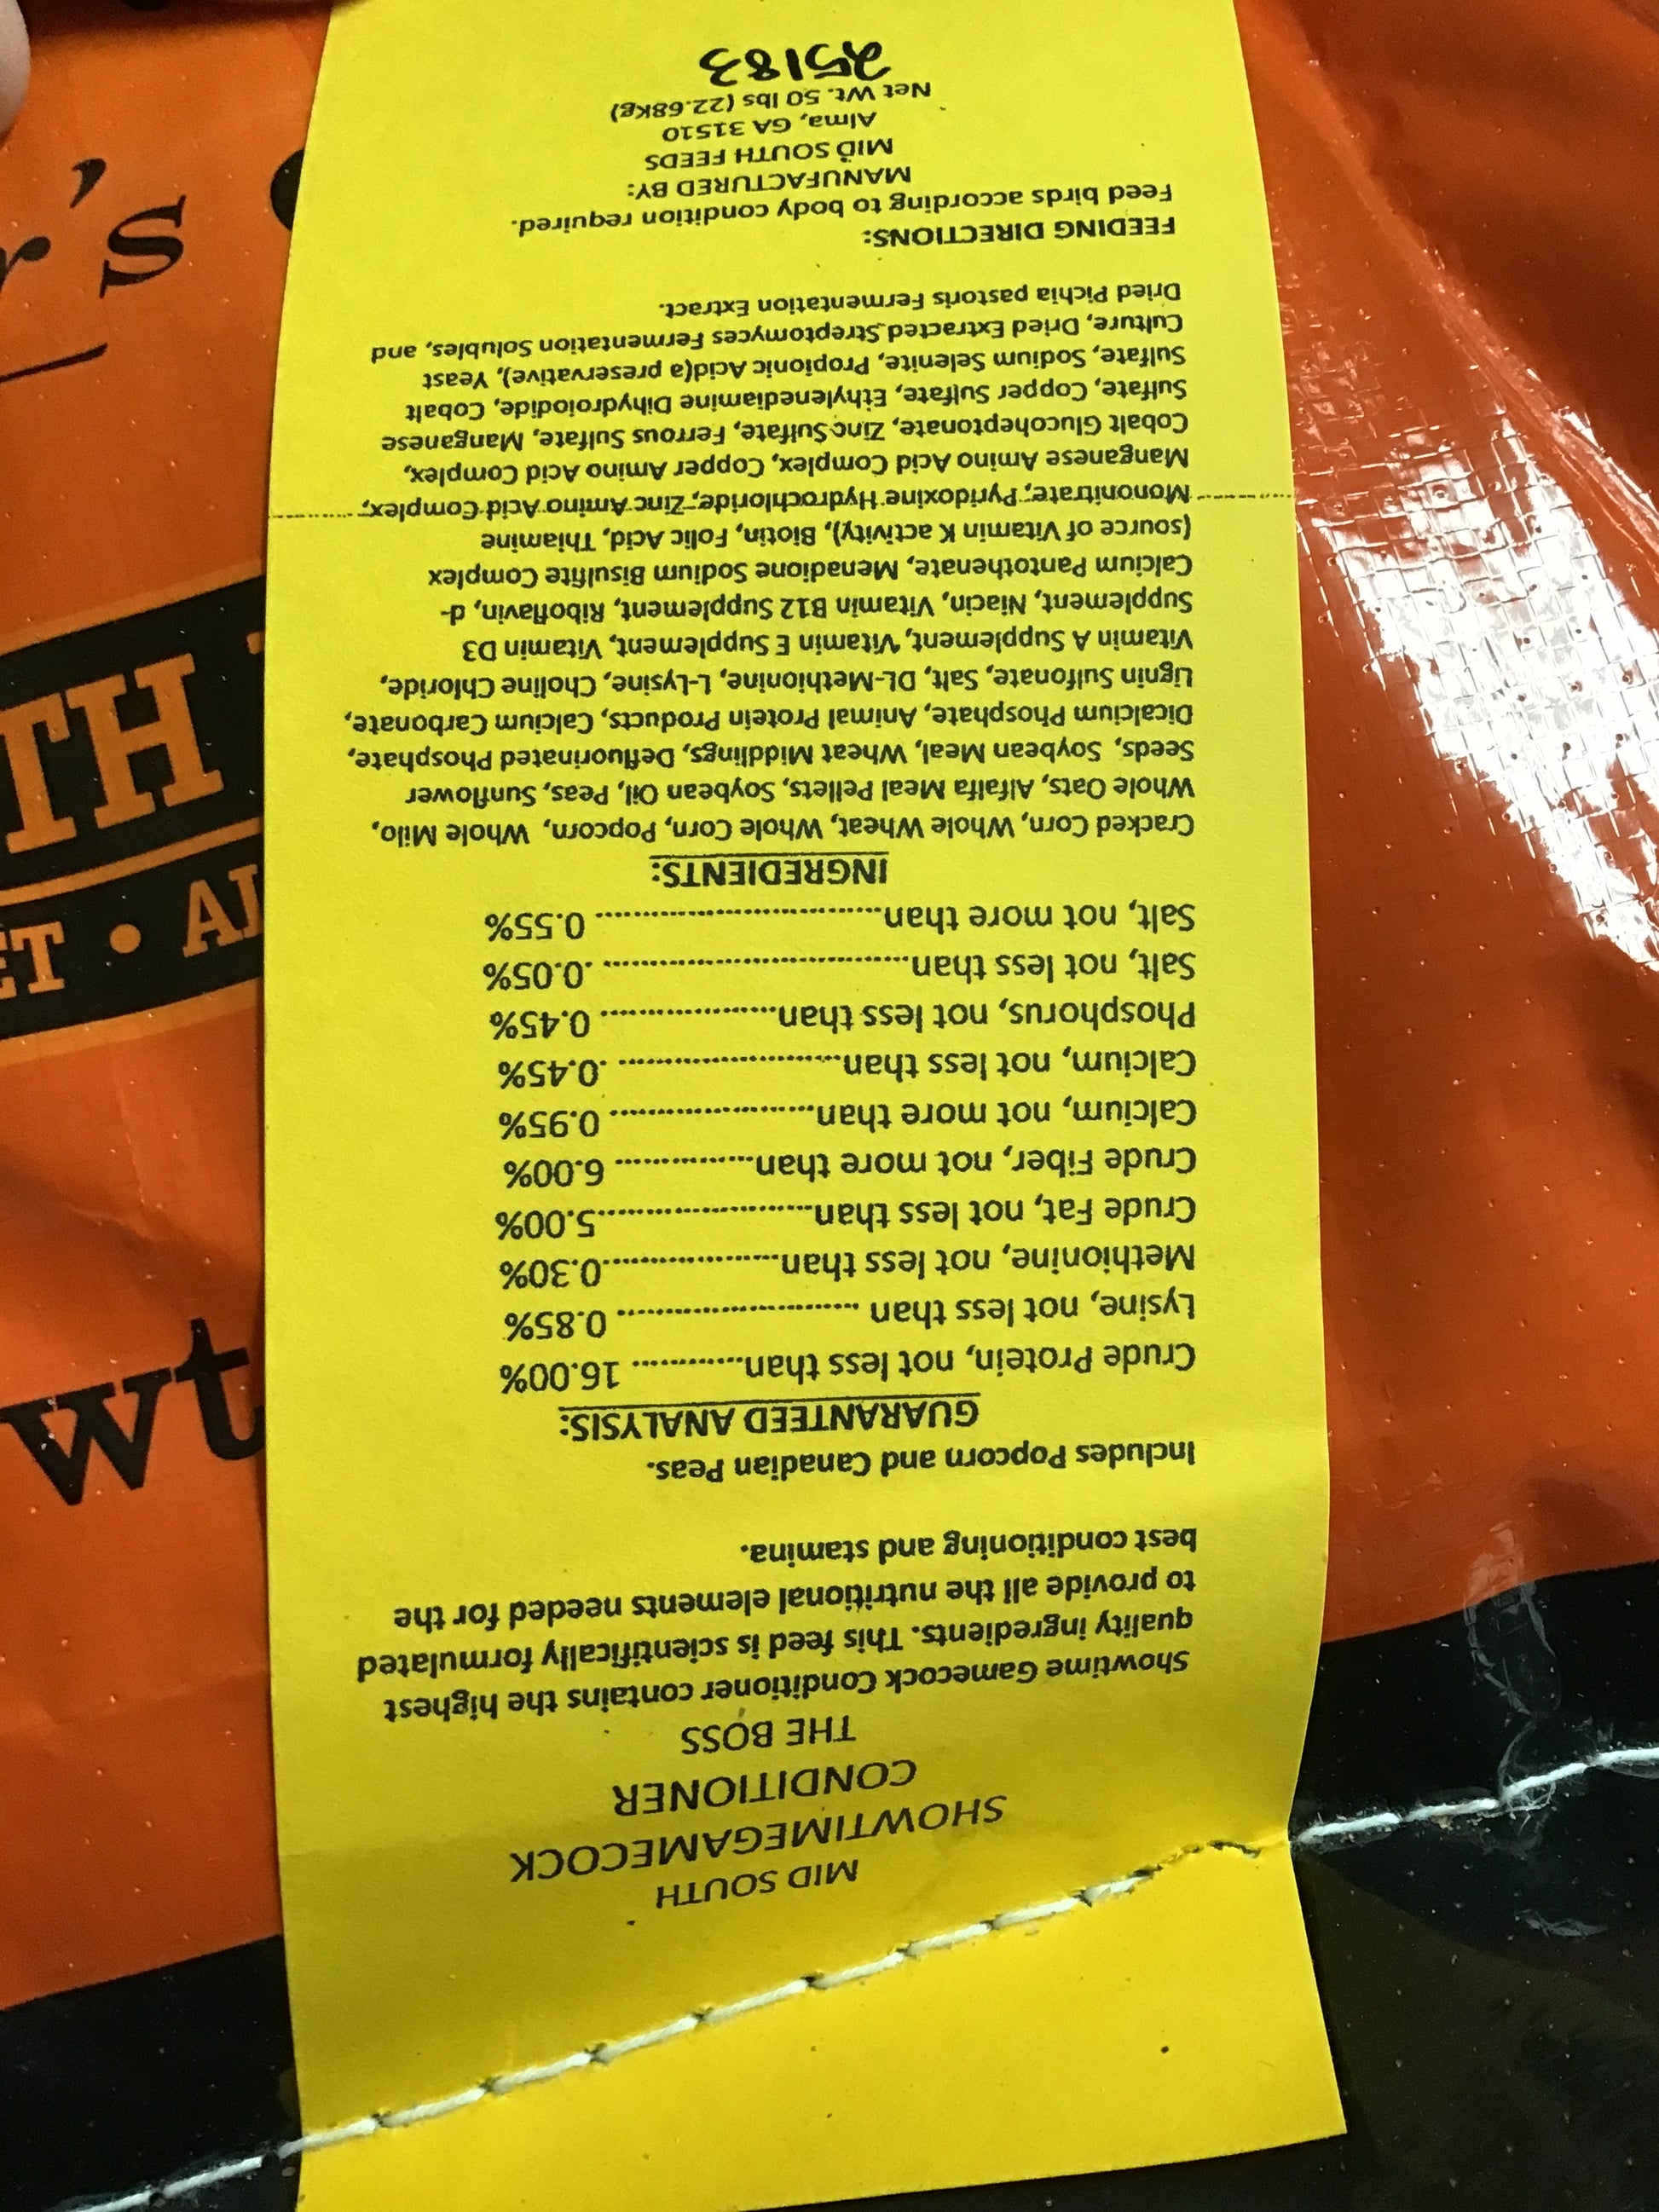 MID SOUTH
SHOWTIMEGAMECOCK
CONDITIONER
THE BOSS
Showtime Gamecock Conditioner contains the highest
quality ingredients. This feed is scientifically formulated
to provide all the nutritional elements needed for the
best conditioning and stamina.
Includes Popcorn and Canadian Peas.
GUARANTEED ANALYSIS:
Crude Protein, not less than............. 16.00%
Lysine, not less than ............................ 0.85%
Methionine, not less than....................0.30%
Crude Fat, not less than.........................5.00%
Crude Fiber, not more than............... 6.00%
Calcium, not more than........................ 0.95%
Calcium, not less than......................... .0.45%
Phosphorus, not less than.................... 0.45%
Salt, not less than................................... .0.05%
Salt, not more than................................ 0.55%
INGREDIENTS:
Cracked Corn, Whole Wheat, Whole Corn, Popcorn, Whole Milo,
Whole Oats, Alfalfa Meal Pellets, Soybean Oil, Peas, Sunflower
Seeds, Soybean Meal, Wheat Middlings, Defluorinated Phosphate,
Dicalcium Phosphate, Animal Protein Products, Calcium Carbonate,
Lignin Sulfonate, Salt, DL-Methionine, L-Lysine, Choline Chloride,
Vitamin A Supplement, Vitamin E Supplement, Vitamin D3
Supplement, Niacin, Vitamin B12 Supplement, Riboflavin, d-
Calcium Pantothenate, Menadione Sodium Bisulfite Complex
(source of Vitamin K activity), Biotin, Folic Acid, Thiamine
Mononitrate, Pyridoxine Hydrochloride, Zinc Amino Acid Complex,
Manganese Amino Acid Complex, Copper Amino Acid Complex,
Cobalt Glucoheptonate, Zinc Sulfate, Ferrous Sulfate, Manganese
Sulfate, Copper Sulfate, Ethylenediamine Dihydroiodide, Cobalt
Sulfate, Sodium Selenite, Propionic Acid(a preservative), Yeast
Culture, Dried Extracted Streptomyces Fermentation Solubles, and
Dried Pichia pastoris Fermentation Extract.
FEEDING DIRECTIONS:
Feed birds according to body condition required.
MANUFACTURED BY:
MID SOUTH FEEDS
Alma, GA 31510
Net Wt. 50 lbs (22.68Kg)
25183
r's
TH
ET • AL
wt